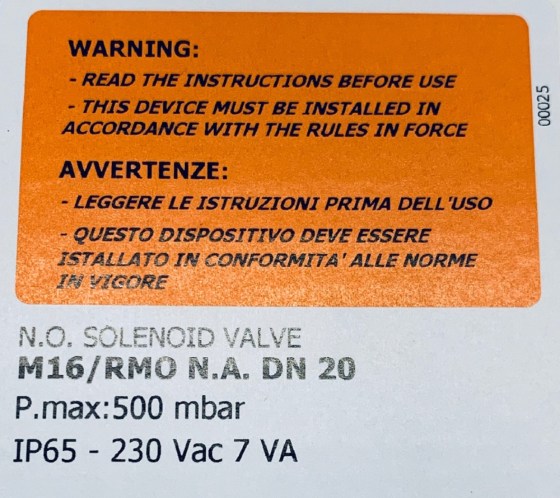 WARNING:
- READ THE INSTRUCTIONS BEFORE USE
- THIS DEVICE MUST BE INSTALLED IN
ACCORDANCE WITH THE RULES IN FORCE
AVVERTENZE:
- LEGGERE LE ISTRUZIONI PRIMA DELL'USO
- QUESTO DISPOSITIVO DEVE ESSERE
ISTALLATO IN CONFORMITA' ALLE NORME
IN VIGORE
00025
N.O. SOLENOID VALVE
M16/RMO N.A. DN 20
P.max:500 mbar
IP65 - 230 Vac 7 VA